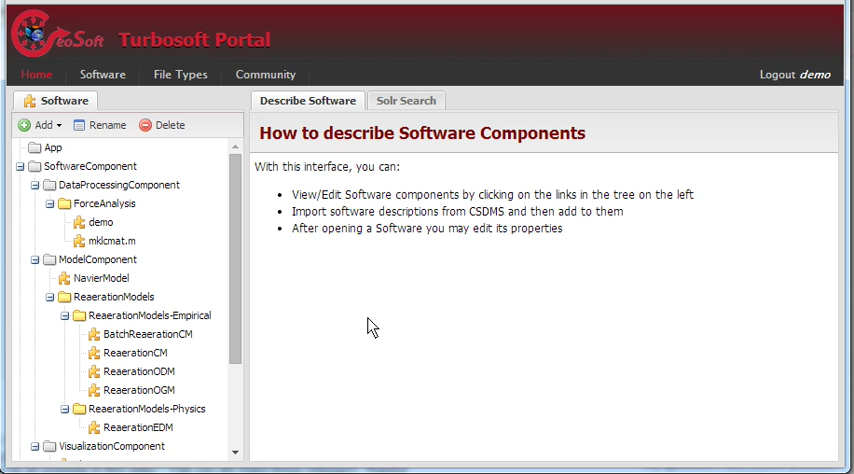 eoSoft Turbosoft Portal
Home Software File Types Community Logout demo
Software
Add Rename Delete
App
SoftwareComponent
DataProcessingComponent
ForceAnalysis
demo
mklcmat.m
ModelComponent
NavierModel
ReaerationModels
ReaerationModels-Empirical
BatchReaerationCM
ReaerationCM
ReaerationODM
ReaerationOGM
ReaerationModels-Physics
ReaerationEDM
VisualizationComponent
Describe Software Solr Search
How to describe Software Components
With this interface, you can:
• View/Edit Software components by clicking on the links in the tree on the left
• Import software descriptions from CSDMS and then add to them
• After opening a Software you may edit its properties